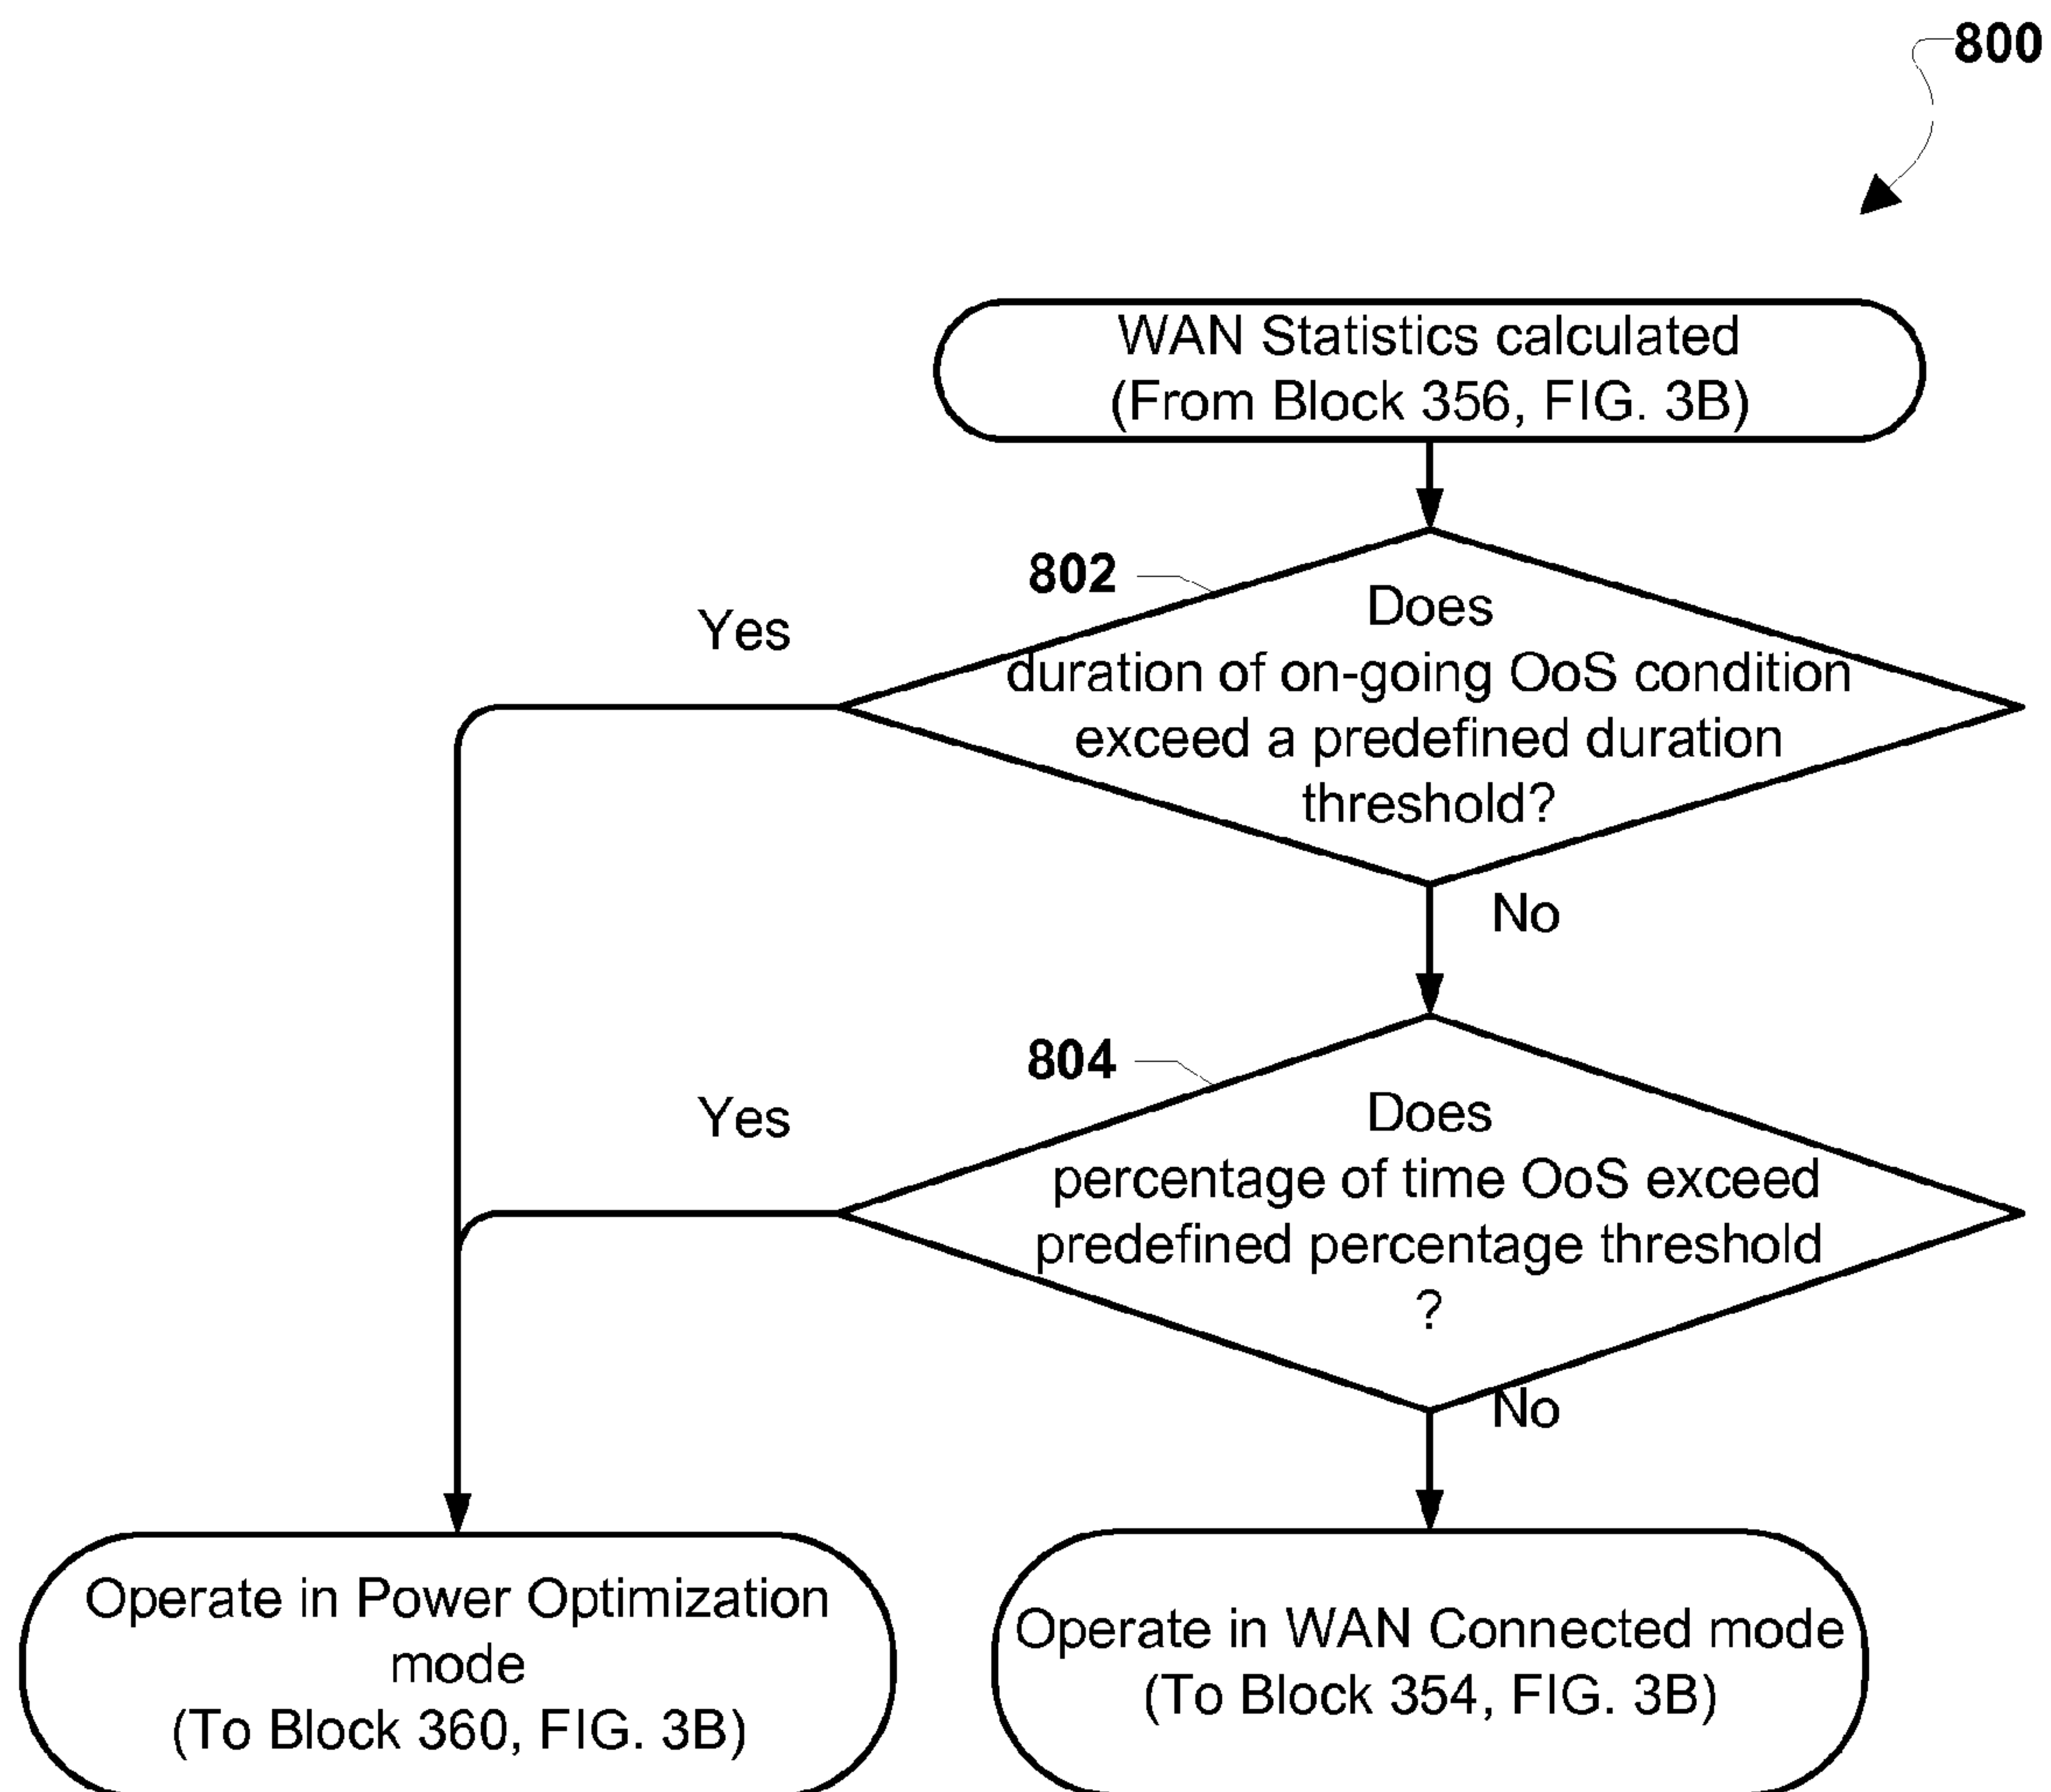 800
WAN Statistics calculated
(From Block 356, FIG. 3B)
802
Yes
Does
duration of on-going OoS condition
exceed a predefined duration
threshold?
No
804
Yes
Does
percentage of time OoS exceed
predefined percentage threshold
?
No
Operate in Power Optimization
mode
(To Block 360, FIG. 3B)
Operate in WAN Connected mode
(To Block 354, FIG. 3B)